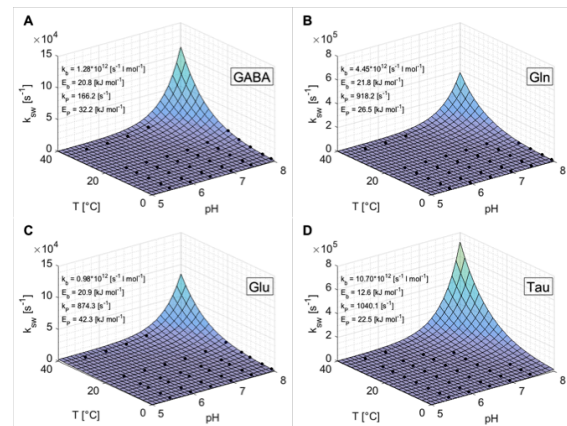 A
×10⁴
15
10
5
0
k_sw [s⁻¹]
k_b = 1.28*10¹² [s⁻¹ l mol⁻¹]
E_b = 20.8 [kJ mol⁻¹]
k_P = 166.2 [s⁻¹]
E_P = 32.2 [kJ mol⁻¹]
GABA
40
20
0
T [°C]
5
6
7
8
pH
B
×10⁵
8
6
4
2
0
k_sw [s⁻¹]
k_b = 4.45*10¹² [s⁻¹ l mol⁻¹]
E_b = 21.8 [kJ mol⁻¹]
k_P = 918.2 [s⁻¹]
E_P = 26.5 [kJ mol⁻¹]
Gln
40
20
0
T [°C]
5
6
7
8
pH
C
×10⁴
15
10
5
0
k_sw [s⁻¹]
k_b = 0.98*10¹² [s⁻¹ l mol⁻¹]
E_b = 20.9 [kJ mol⁻¹]
k_P = 874.3 [s⁻¹]
E_P = 42.3 [kJ mol⁻¹]
Glu
40
20
0
T [°C]
5
6
7
8
pH
D
×10⁵
8
6
4
2
0
k_sw [s⁻¹]
k_b = 10.70*10¹² [s⁻¹ l mol⁻¹]
E_b = 12.6 [kJ mol⁻¹]
k_P = 1040.1 [s⁻¹]
E_P = 22.5 [kJ mol⁻¹]
Tau
40
20
0
T [°C]
5
6
7
8
pH